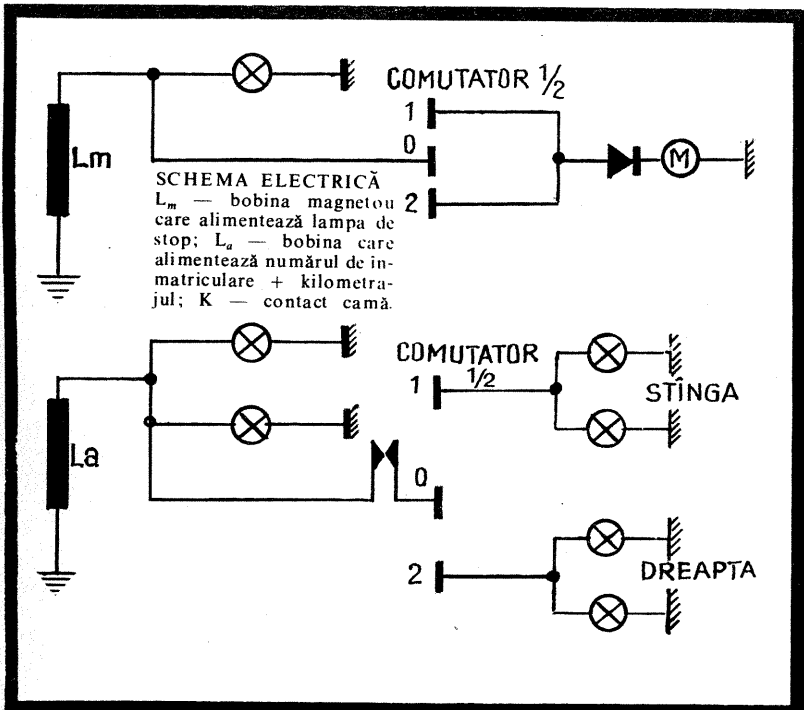 COMUTATOR 1/2
1
0
2
Lm
M
SCHEMA ELECTRICĂ
Lm — bobina magnetou
care alimentează lampa de
stop; La — bobina care
alimentează numărul de in-
matriculare + kilometra-
jul; K — contact camă.
COMUTATOR
1/2
1
STÎNGA
La
0
2
DREAPTA